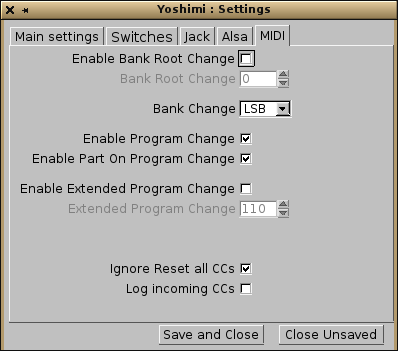 Yoshimi : Settings
Main settings Switches Jack Alsa MIDI
Enable Bank Root Change
Bank Root Change 0
Bank Change LSB
Enable Program Change
Enable Part On Program Change
Enable Extended Program Change
Extended Program Change 110
Ignore Reset all CCs
Log incoming CCs
Save and Close Close Unsaved